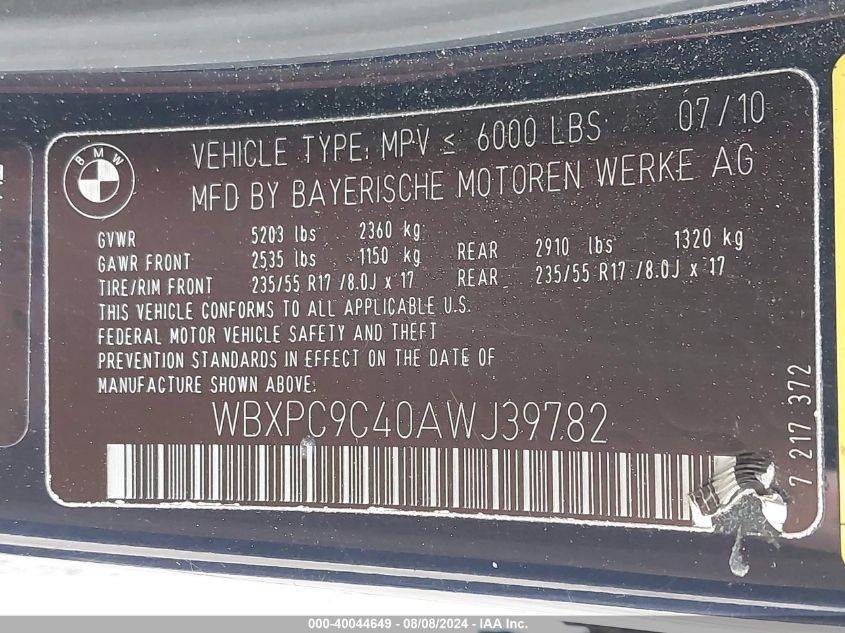 VEHICLE TYPE: MPV ≤ 6000 LBS 07/10
BMW
MFD BY BAYERISCHE MOTOREN WERKE AG
GVWR 5203 lbs 2360 kg
GAWR FRONT 2535 lbs 1150 kg REAR 2910 lbs 1320 kg
TIRE/RIM FRONT 235/55 R17 /8.0J x 17 REAR 235/55 R17 /8.0J x 17
THIS VEHICLE CONFORMS TO ALL APPLICABLE U.S.
FEDERAL MOTOR VEHICLE SAFETY AND THEFT
PREVENTION STANDARDS IN EFFECT ON THE DATE OF
MANUFACTURE SHOWN ABOVE
WBXPC9C40AWJ39782
7 217 372
000-40044649 - 08/08/2024 - IAA Inc.